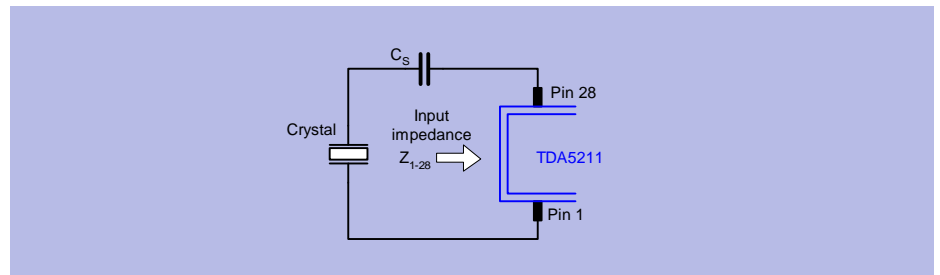 C_S
Pin 28
Input
impedance
Crystal
Z_1-28
TDA5211
Pin 1